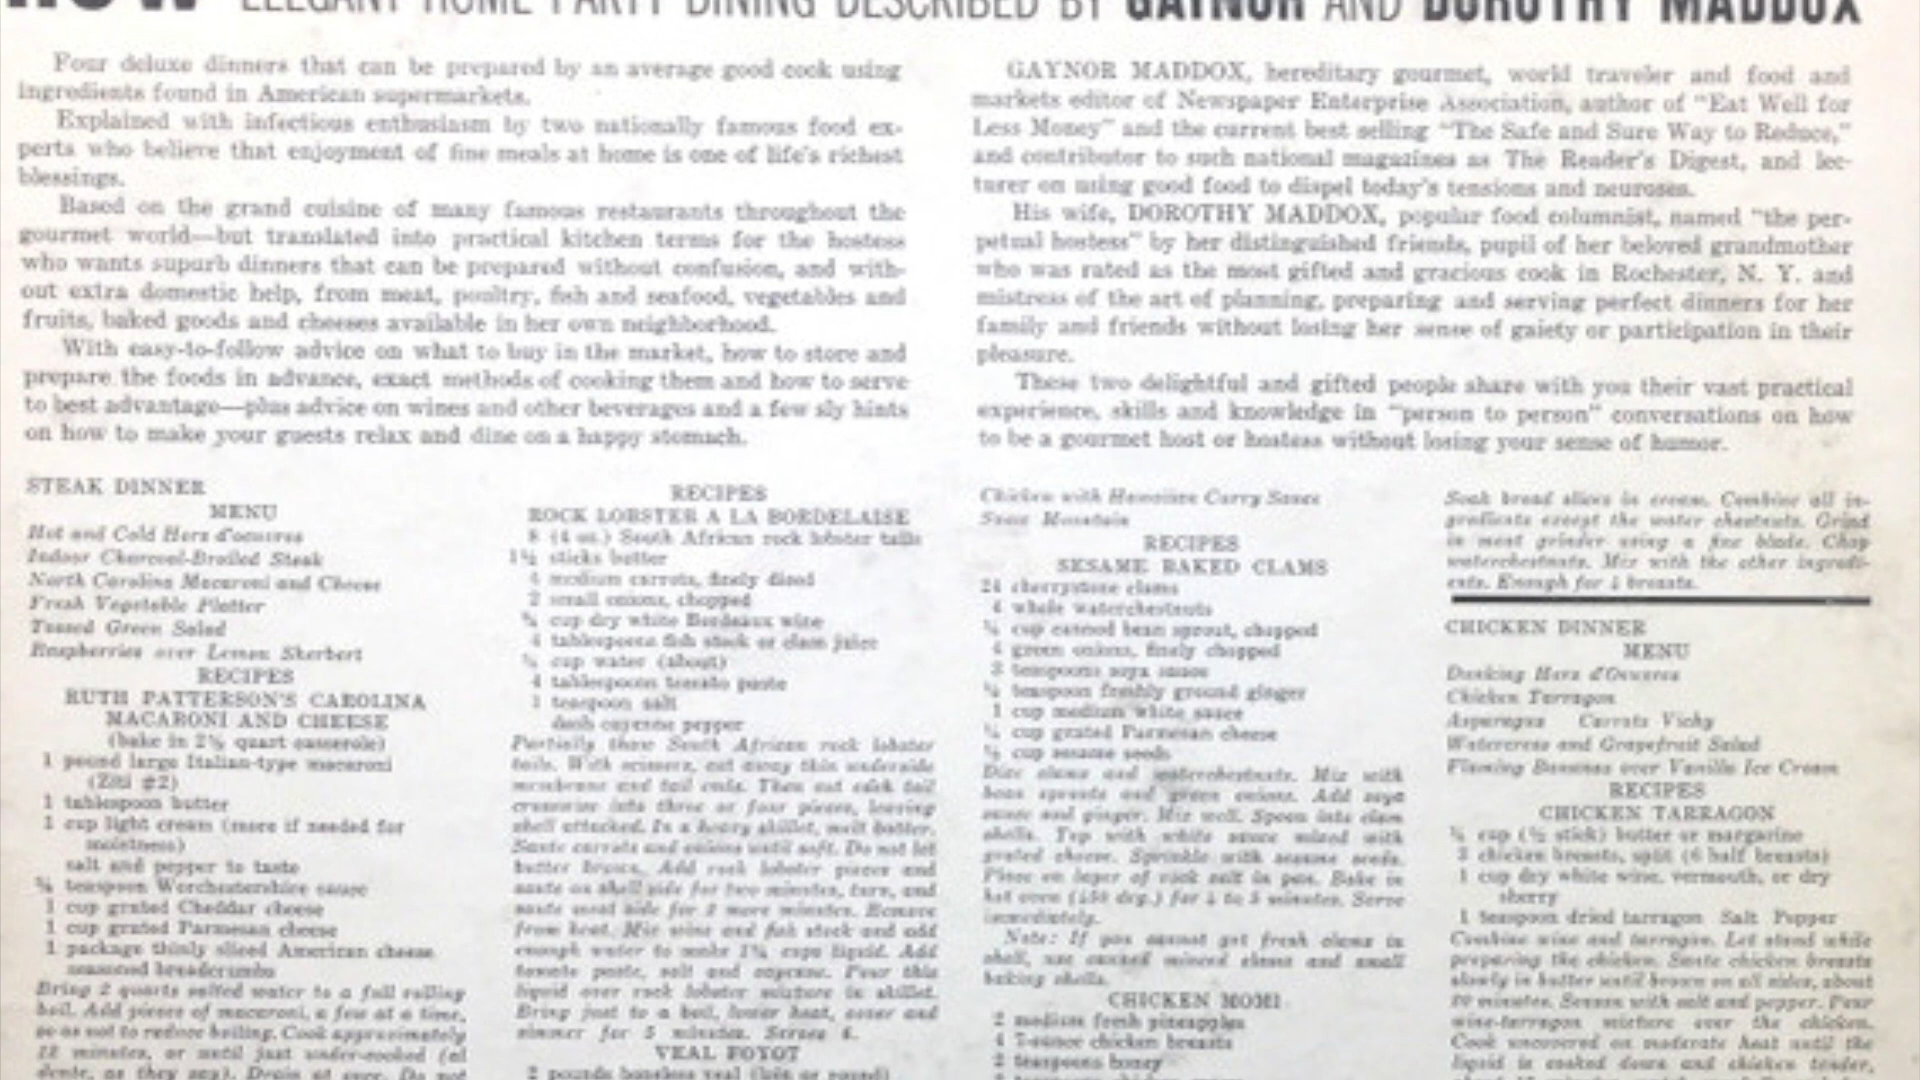 ELEGANT HOME PARTY DINING DESCRIBED BY GAYNOR AND DOROTHY MADDOX
Four deluxe dinners that can be prepared by an average good cook using
ingredients found in American supermarkets.
Explained with infectious enthusiasm by two nationally famous food ex-
perts who believe that enjoyment of fine meals at home is one of life's richest
blessings.
Based on the grand cuisine of many famous restaurants throughout the
gourmet world—but translated into practical kitchen terms for the hostess
who wants supurb dinners that can be prepared without confusion, and with-
out extra domestic help, from meat, poultry, fish and seafood, vegetables and
fruits, baked goods and cheeses available in her own neighborhood.
With easy-to-follow advice on what to buy in the market, how to store and
prepare the foods in advance, exact methods of cooking them and how to serve
to best advantage—plus advice on wines and other beverages and a few sly hints
on how to make your guests relax and dine on a happy stomach.
GAYNOR MADDOX, hereditary gourmet, world traveler and food and
markets editor of Newspaper Enterprise Association, author of "Eat Well for
Less Money" and the current best selling "The Safe and Sure Way to Reduce,"
and contributor to such national magazines as The Reader's Digest, and lec-
turer on using good food to dispel today's tensions and neuroses.
His wife, DOROTHY MADDOX, popular food columnist, named "the per-
petual hostess" by her distinguished friends, pupil of her beloved grandmother
who was rated as the most gifted and gracious cook in Rochester, N. Y. and
mistress of the art of planning, preparing and serving perfect dinners for her
family and friends without losing her sense of gaiety or participation in their
pleasure.
These two delightful and gifted people share with you their vast practical
experience, skills and knowledge in "person to person" conversations on how
to be a gourmet host or hostess without losing your sense of humor.
STEAK DINNER
MENU
Hot and Cold Hors d'oeuvres
Indoor Charcoal-Broiled Steak
North Carolina Macaroni and Cheese
Fresh Vegetable Platter
Tossed Green Salad
Raspberries over Lemon Sherbert
RECIPES
RUTH PATTERSON'S CAROLINA
MACARONI AND CHEESE
(bake in 2½ quart casserole)
1 pound large Italian-type macaroni
(Ziti #2)
1 tablespoon butter
1 cup light cream (more if needed for
moistness)
salt and pepper to taste
teaspoon Worchestershire sauce
1 cup grated Cheddar cheese
1 cup grated Parmesan cheese
1 package thinly sliced American cheese
seasoned breadcrumbs
Bring 2 quarts salted water to a full rolling
boil. Add pieces of macaroni, a few at a time,
so as not to reduce boiling. Cook approximately
12 minutes, or until just under-cooked (al
dente, as they say). Drain at once. Do not
RECIPES
ROCK LOBSTER A LA BORDELAISE
8 (4 oz.) South African rock lobster tails
1½ sticks butter
4 medium carrots, finely diced
2 small onions, chopped
cup dry white Bordeaux wine
4 tablespoons fish stock or clam juice
cup water (about)
4 tablespoons tomato paste
1 teaspoon salt
dash cayenne pepper
Partially thaw South African rock lobster
tails. With scissors, cut away thin underside
membrane and tail ends. Then cut each tail
crosswise into three or four pieces, leaving
shell attached. In a heavy skillet, melt butter.
Saute carrots and onions until soft. Do not let
butter brown. Add rock lobster pieces and
saute on shell side for two minutes, turn, and
saute meat side for 2 more minutes. Remove
from heat. Mix wine and fish stock and add
enough water to make cups liquid. Add
tomato paste, salt and cayenne. Pour this
liquid over rock lobster mixture in skillet.
Bring just to a boil, lower heat, cover and
simmer for 5 minutes. Serves 4.
VEAL FOYOT
2 pounds boneless veal (loin or round)
Chicken with Hawaiian Curry Sauce
Snow Mountain
RECIPES
SESAME BAKED CLAMS
24 cherrystone clams
4 whole waterchestnuts
cup canned bean sprout, chopped
4 green onions, finely chopped
teaspoons soya sauce
teaspoon freshly ground ginger
1 cup medium white sauce
cup grated Parmesan cheese
cup sesame seeds
Dice clams and waterchestnuts. Mix with
bean sprouts and green onions. Add soya
sauce and ginger. Mix well. Spoon into clam
shells. Top with white sauce mixed with
grated cheese. Sprinkle with sesame seeds.
Place on layer of rock salt in pan. Bake in
hot oven (450 deg.) for 4 to 5 minutes. Serve
immediately.
Note: If you cannot get fresh clams in
shell, use canned minced clams and small
baking shells.
CHICKEN MOMI
2 medium fresh pineapples
4 7-ounce chicken breasts
2 teaspoons honey
Soak bread slices in cream. Combine all in-
gredients except the water chestnuts. Grind
in meat grinder using a fine blade. Chop
waterchestnuts. Mix with the other ingredi-
ents. Enough for 4 breasts.
CHICKEN DINNER
MENU
Dunking Hors d'Oeuvres
Chicken Tarragon
Asparagus Carrots Vichy
Watercress and Grapefruit Salad
Flaming Bananas over Vanilla Ice Cream
RECIPES
CHICKEN TARRAGON
¼ cup (½ stick) butter or margarine
3 chicken breasts, split (6 half breasts)
1 cup dry white wine, vermouth, or dry
sherry
1 teaspoon dried tarragon Salt Pepper
Combine wine and tarragon. Let stand while
preparing the chicken. Saute chicken breasts
slowly in butter until brown on all sides, about
minutes. Season with salt and pepper. Pour
wine-tarragon mixture over the chicken.
Cook uncovered on moderate heat until the
liquid is cooked down and chicken tender,